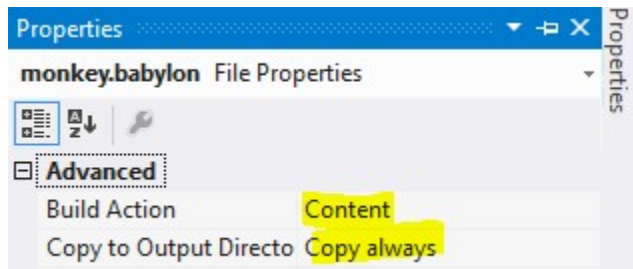 Properties
Properties
monkey.babylon File Properties
A
Z
Advanced
Build Action Content
Copy to Output Directo Copy always